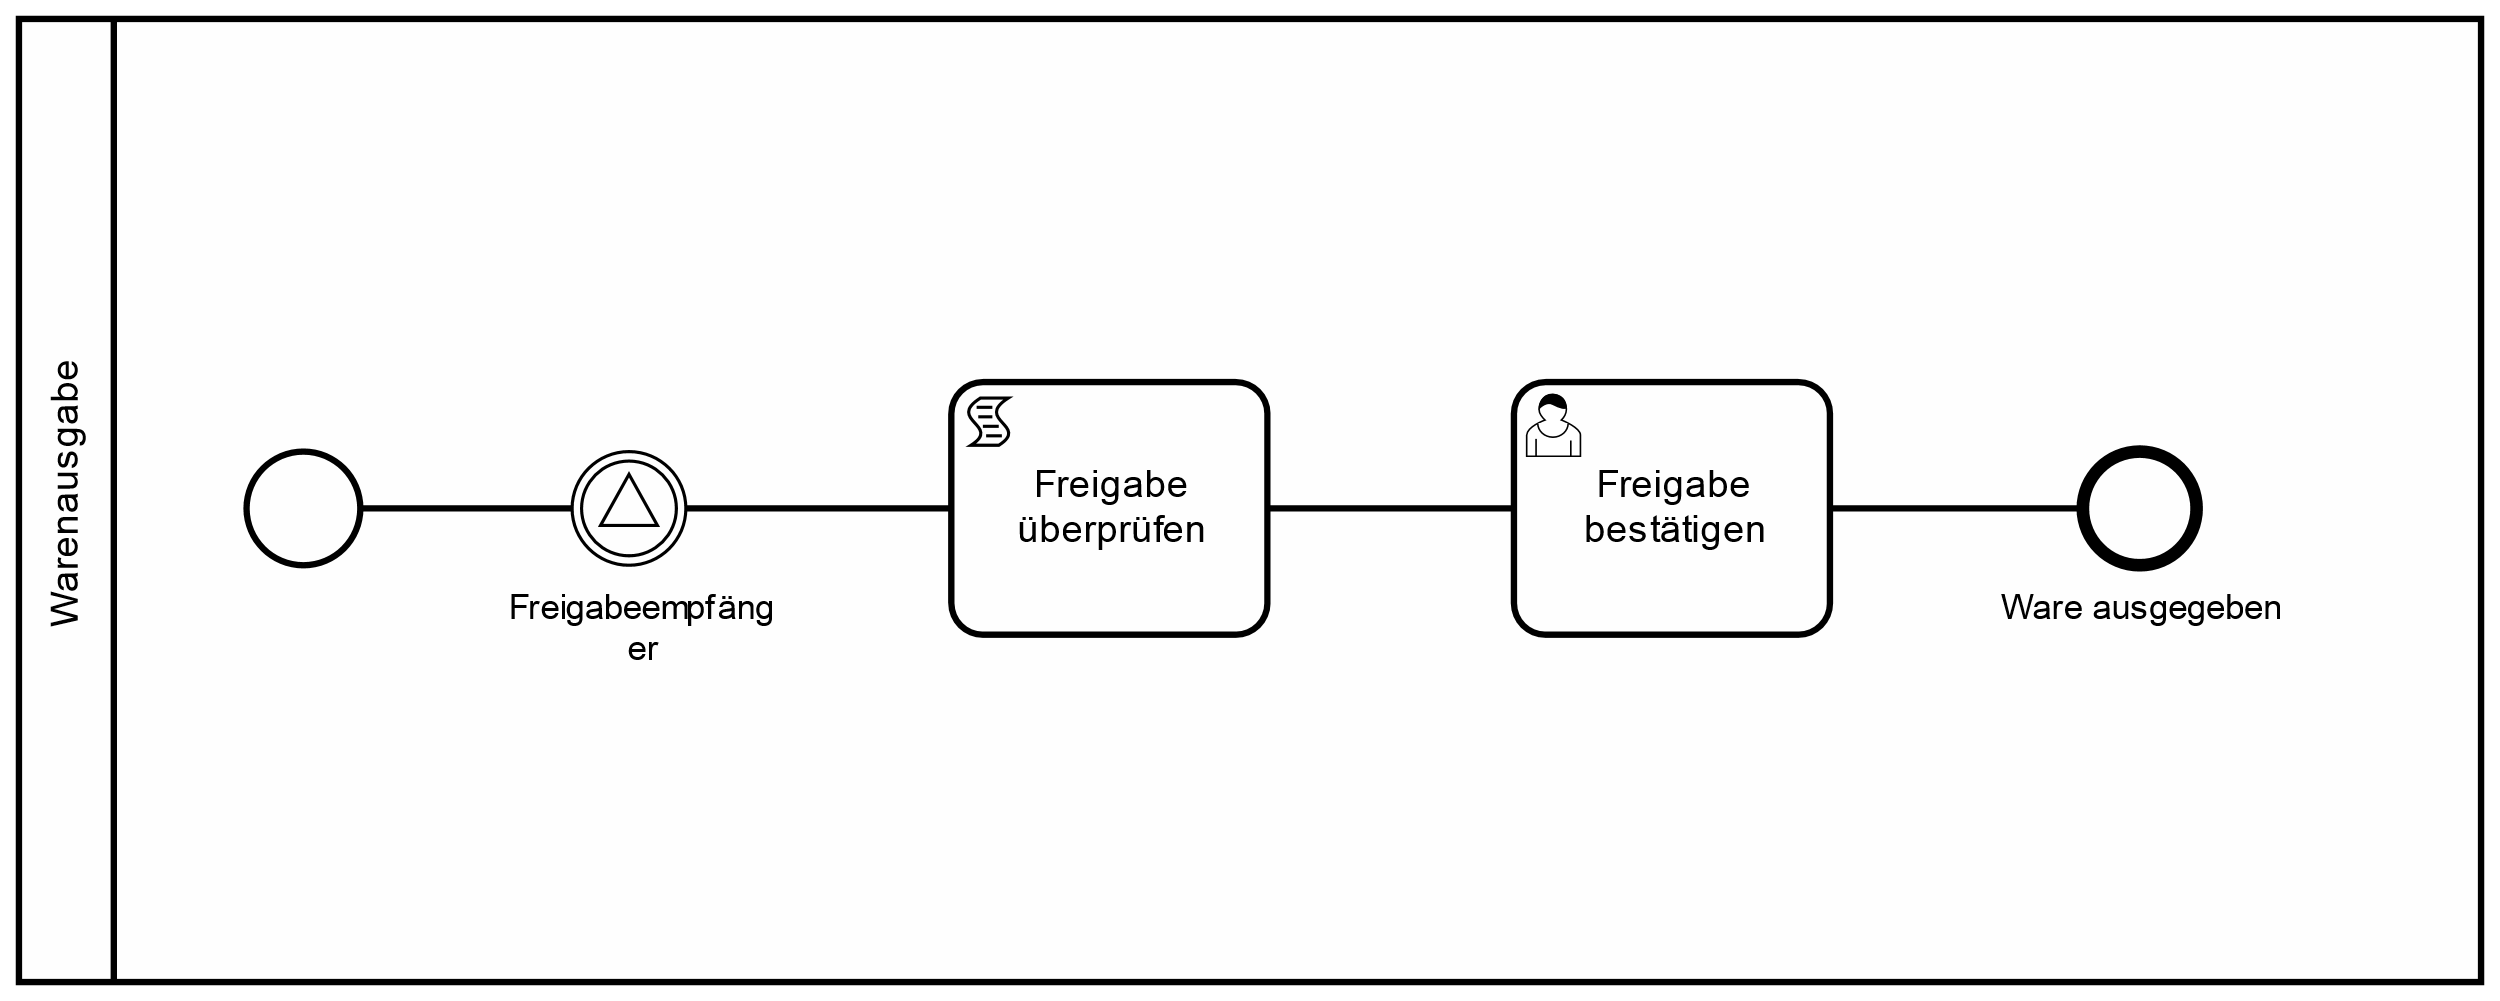 Warenausgabe
Freigabeempfäng
er
Freigabe
überprüfen
Freigabe
bestätigen
Ware ausgegeben